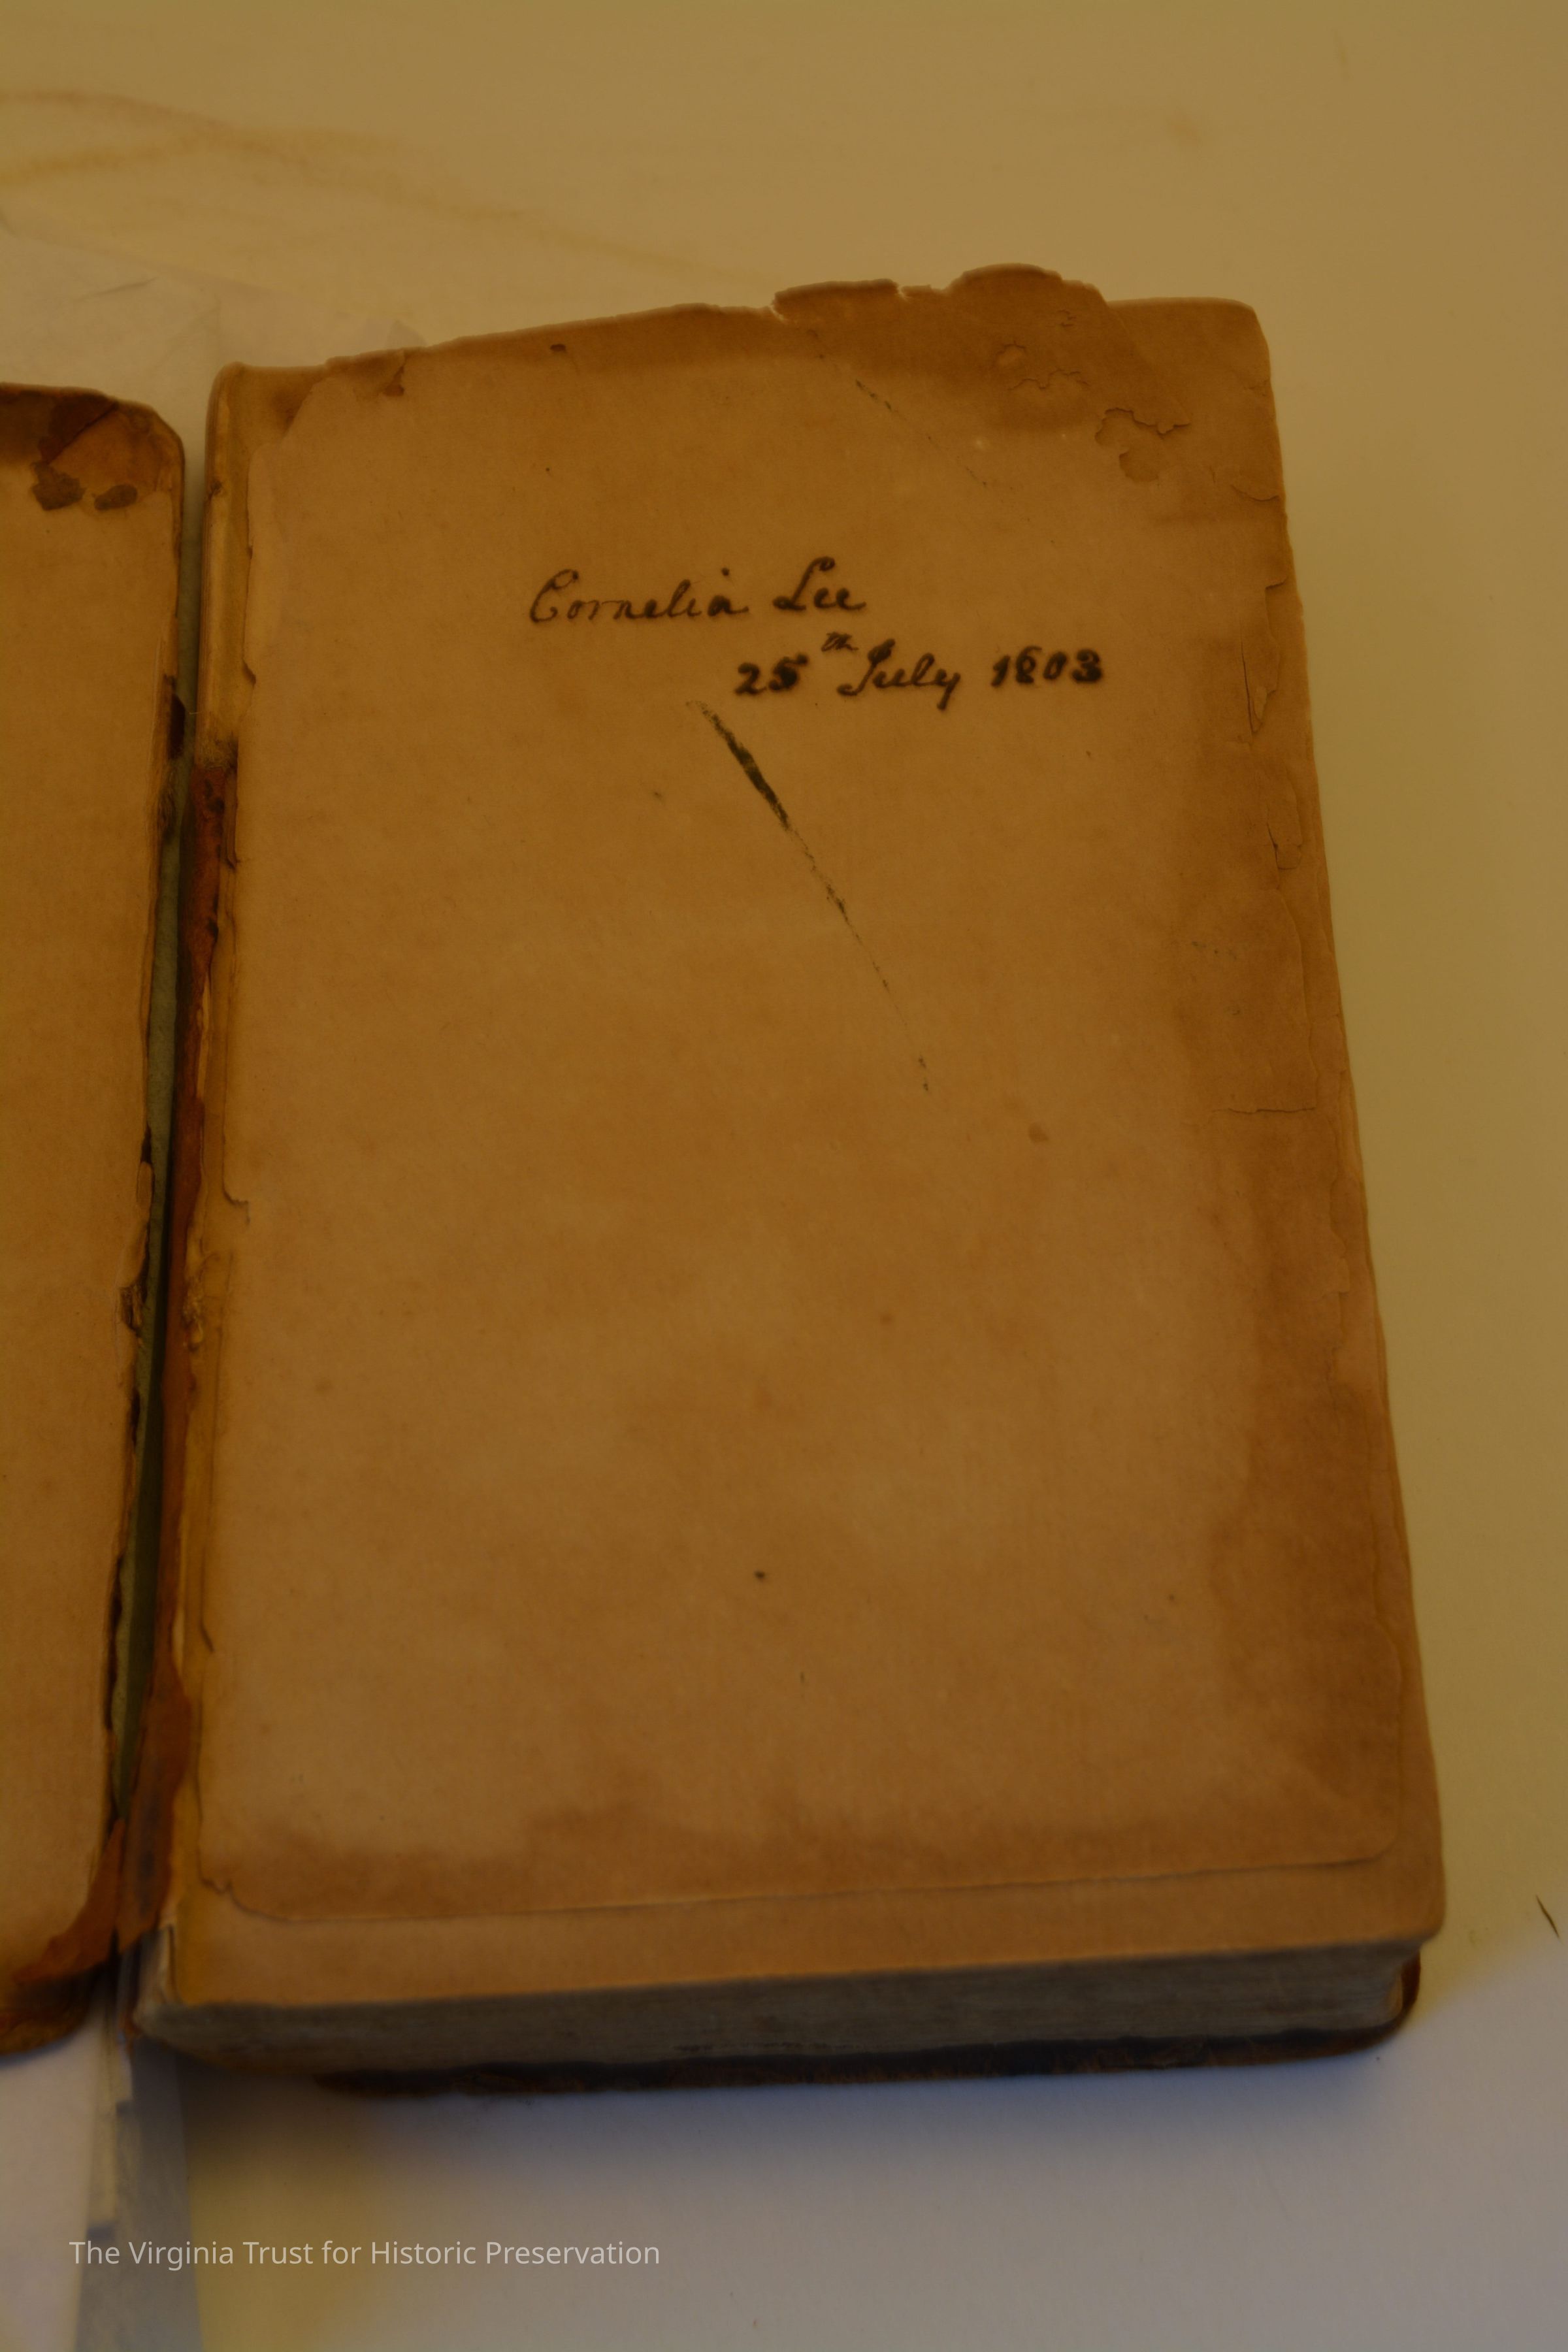 Cornelia Lee
25th July 1803
The Virginia Trust for Historic Preservation